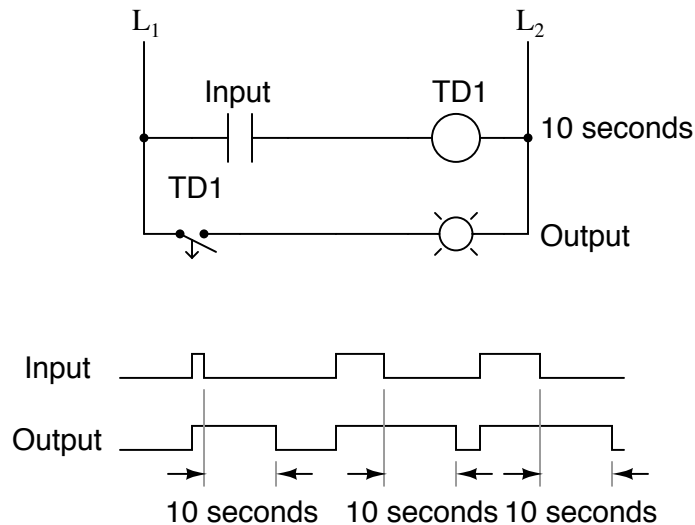 L1 L2
Input TD1
10 seconds
TD1
Output
Input
Output
10 seconds 10 seconds 10 seconds